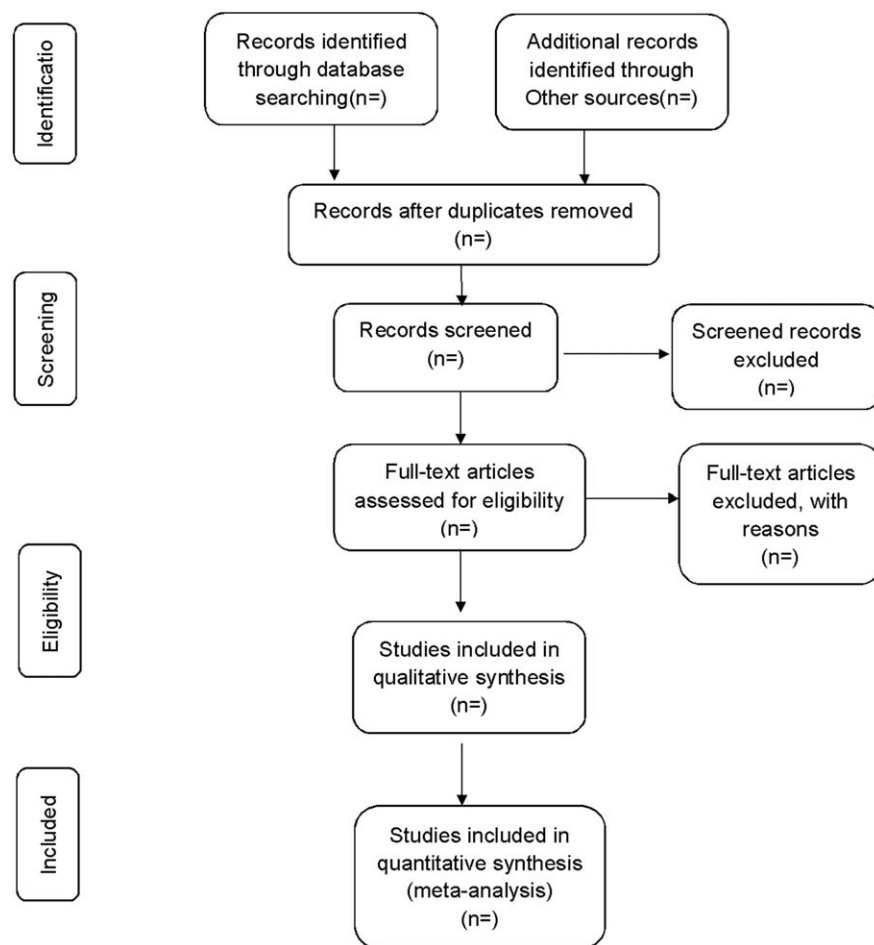 Identificatio
Records identified
through database
searching(n=)
Additional records
identified through
Other sources(n=)
Records after duplicates removed
(n=)
Screening
Records screened
(n=)
Screened records
excluded
(n=)
Full-text articles
assessed for eligibility
(n=)
Full-text articles
excluded, with
reasons
(n=)
Eligibility
Studies included in
qualitative synthesis
(n=)
Included
Studies included in
quantitative synthesis
(meta-analysis)
(n=)